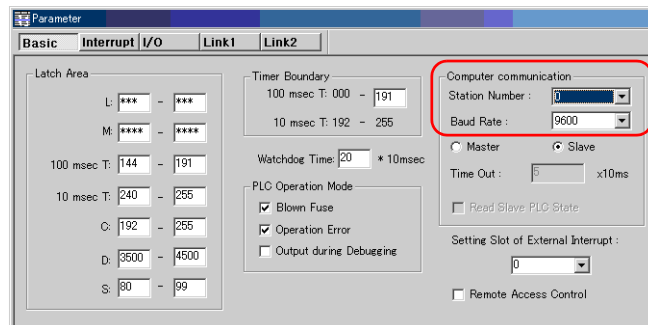 Parameter
Basic Interrupt I/O Link1 Link2
Latch Area
L: *** - ***
M: **** - ****
100 msec T: 144 - 191
10 msec T: 240 - 255
C: 192 - 255
D: 3500 - 4500
S: 80 - 99
Timer Boundary
100 msec T: 000 - 191
10 msec T: 192 - 255
Watchdog Time: 20 * 10msec
PLC Operation Mode
Blown Fuse
Operation Error
Output during Debugging
Computer communication
Station Number : 0
Baud Rate : 9600
Master Slave
Time Out : 5 x10ms
Read Slave PLC State
Setting Slot of External Interrupt :
0
Remote Access Control